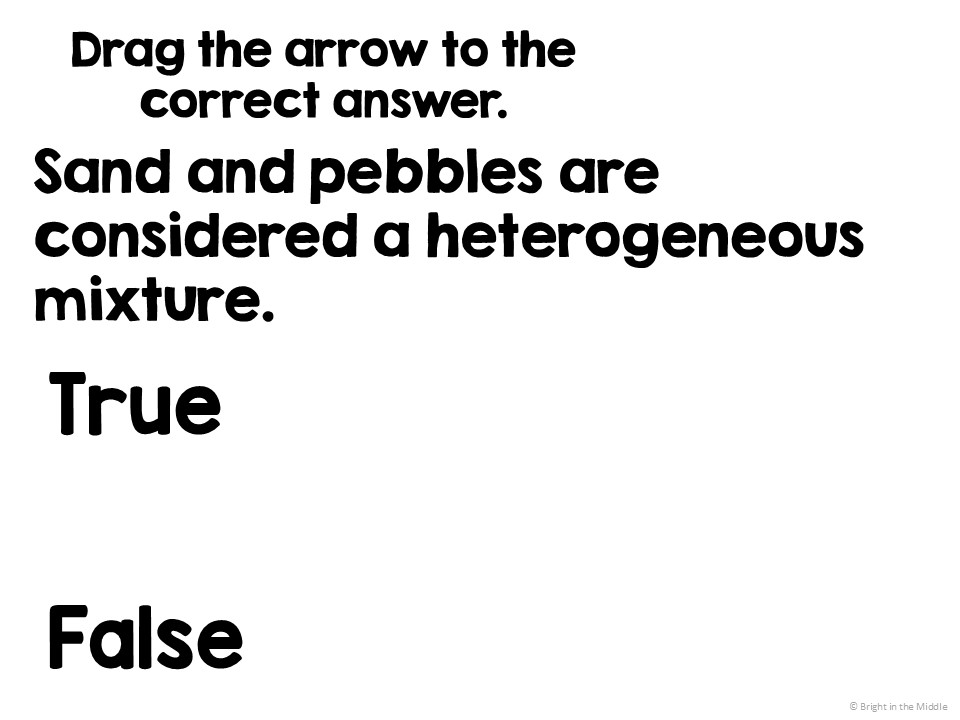 Drag the arrow to the
correct answer.
Sand and pebbles are
considered a heterogeneous
mixture.
True
False
© Bright in the Middle